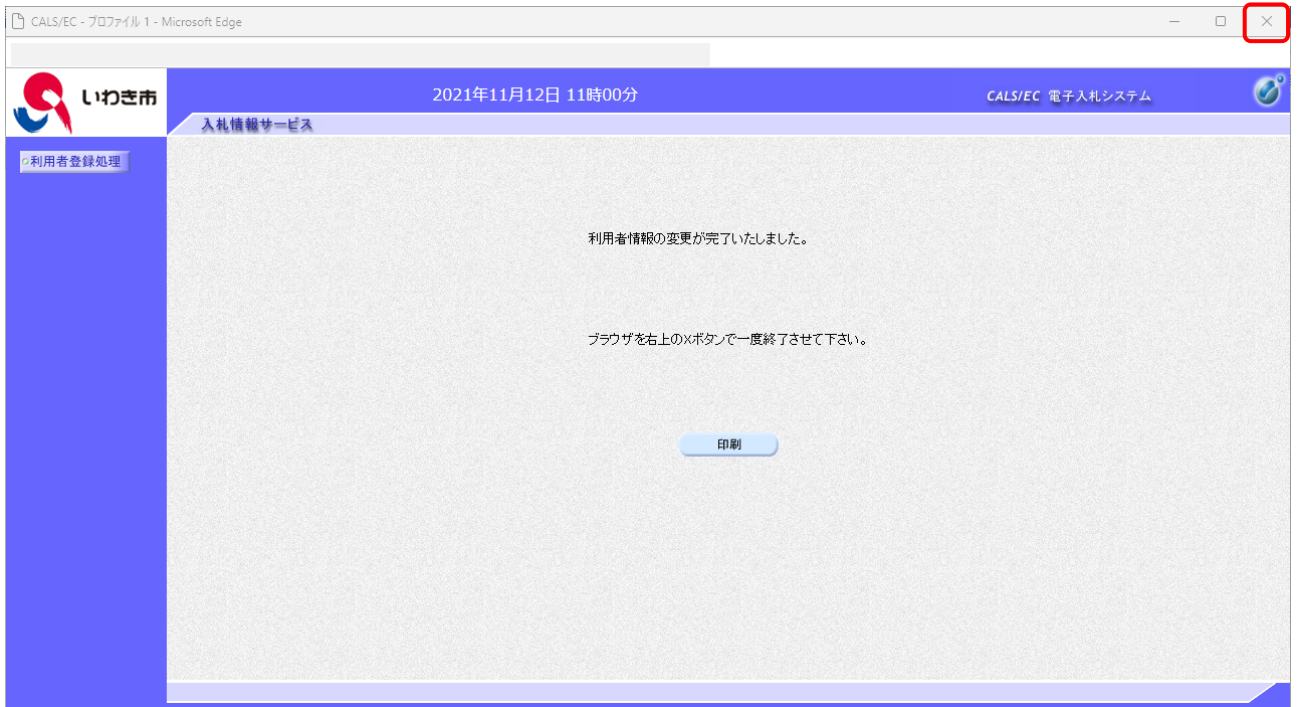 CALS/EC - プロファイル 1 - Microsoft Edge
いわき市
2021年11月12日 11時00分
CALS/EC 電子入札システム
入札情報サービス
利用者登録処理
利用者情報の変更が完了いたしました。
ブラウザを右上の×ボタンで一度終了させて下さい。
印刷